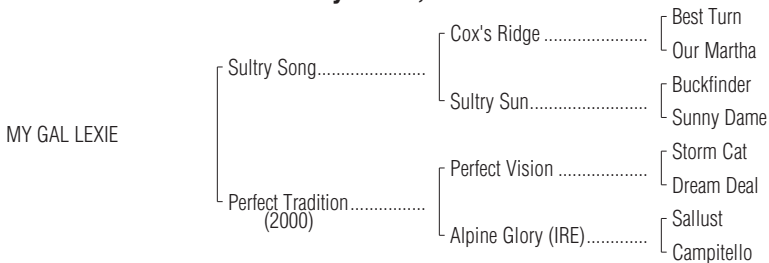 Best Turn
Cox's Ridge ......................
Our Martha
Sultry Song.......................
Buckfinder
Sultry Sun.........................
Sunny Dame
MY GAL LEXIE
Storm Cat
Perfect Vision ...................
Dream Deal
Perfect Tradition................
(2000)
Sallust
Alpine Glory (IRE).............
Campitello